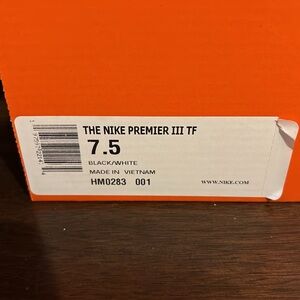 THE NIKE PREMIER III TF
7.5
BLACK/WHITE
MADE IN VIETNAM
HM0283 001
WWW.NIKE.COM